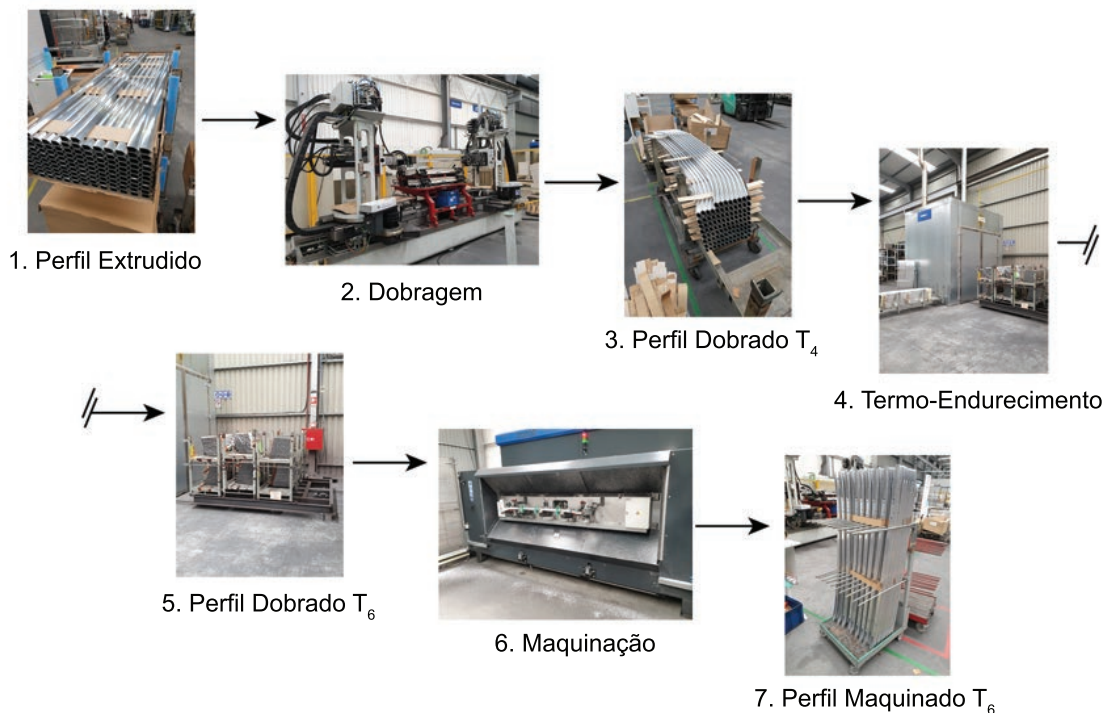 1. Perfil Extrudido
2. Dobragem
3. Perfil Dobrado T₄
4. Termo-Endurecimento
5. Perfil Dobrado T₆
6. Maquinação
7. Perfil Maquinado T₆